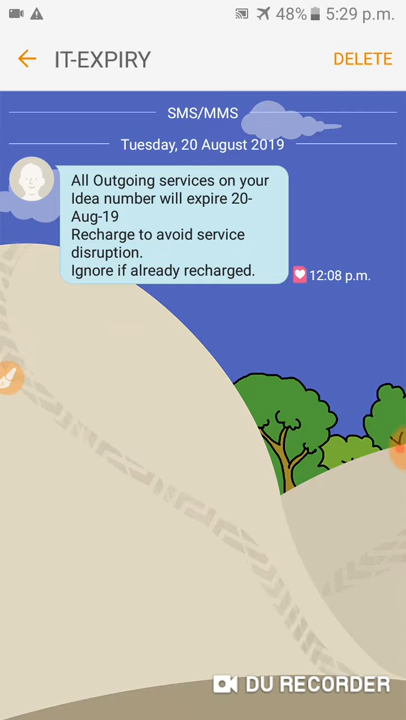 48% 5:29 p.m.
IT-EXPIRY
DELETE
SMS/MMS
Tuesday, 20 August 2019
All Outgoing services on your
Idea number will expire 20-
Aug-19
Recharge to avoid service
disruption.
Ignore if already recharged.
12:08 p.m.
DU RECORDER